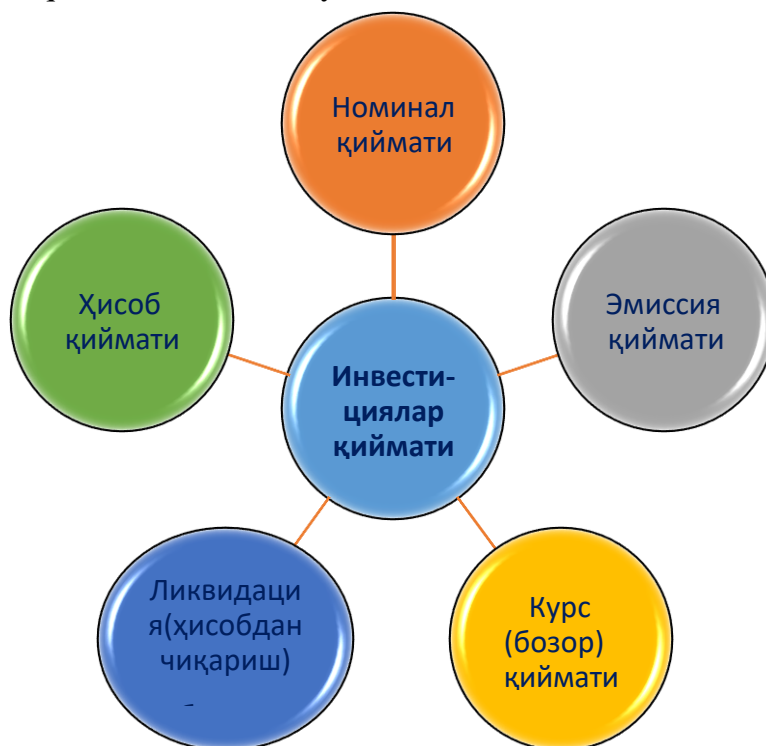 Номинал
қиймати
Ҳисоб
қиймати
Эмиссия
қиймати
Инвести-
циялар
қиймати
Ликвидаци
я(ҳисобдан
чиқариш)
Курс
(бозор)
қиймати